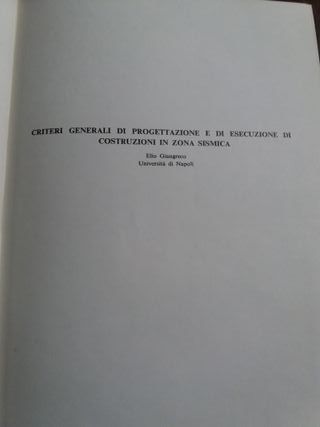 CRITERI GENERALI DI PROGETTAZIONE E DI ESECUZIONE DI
COSTRUZIONI IN ZONA SISMICA
Elio Giangreco
Università di Napoli